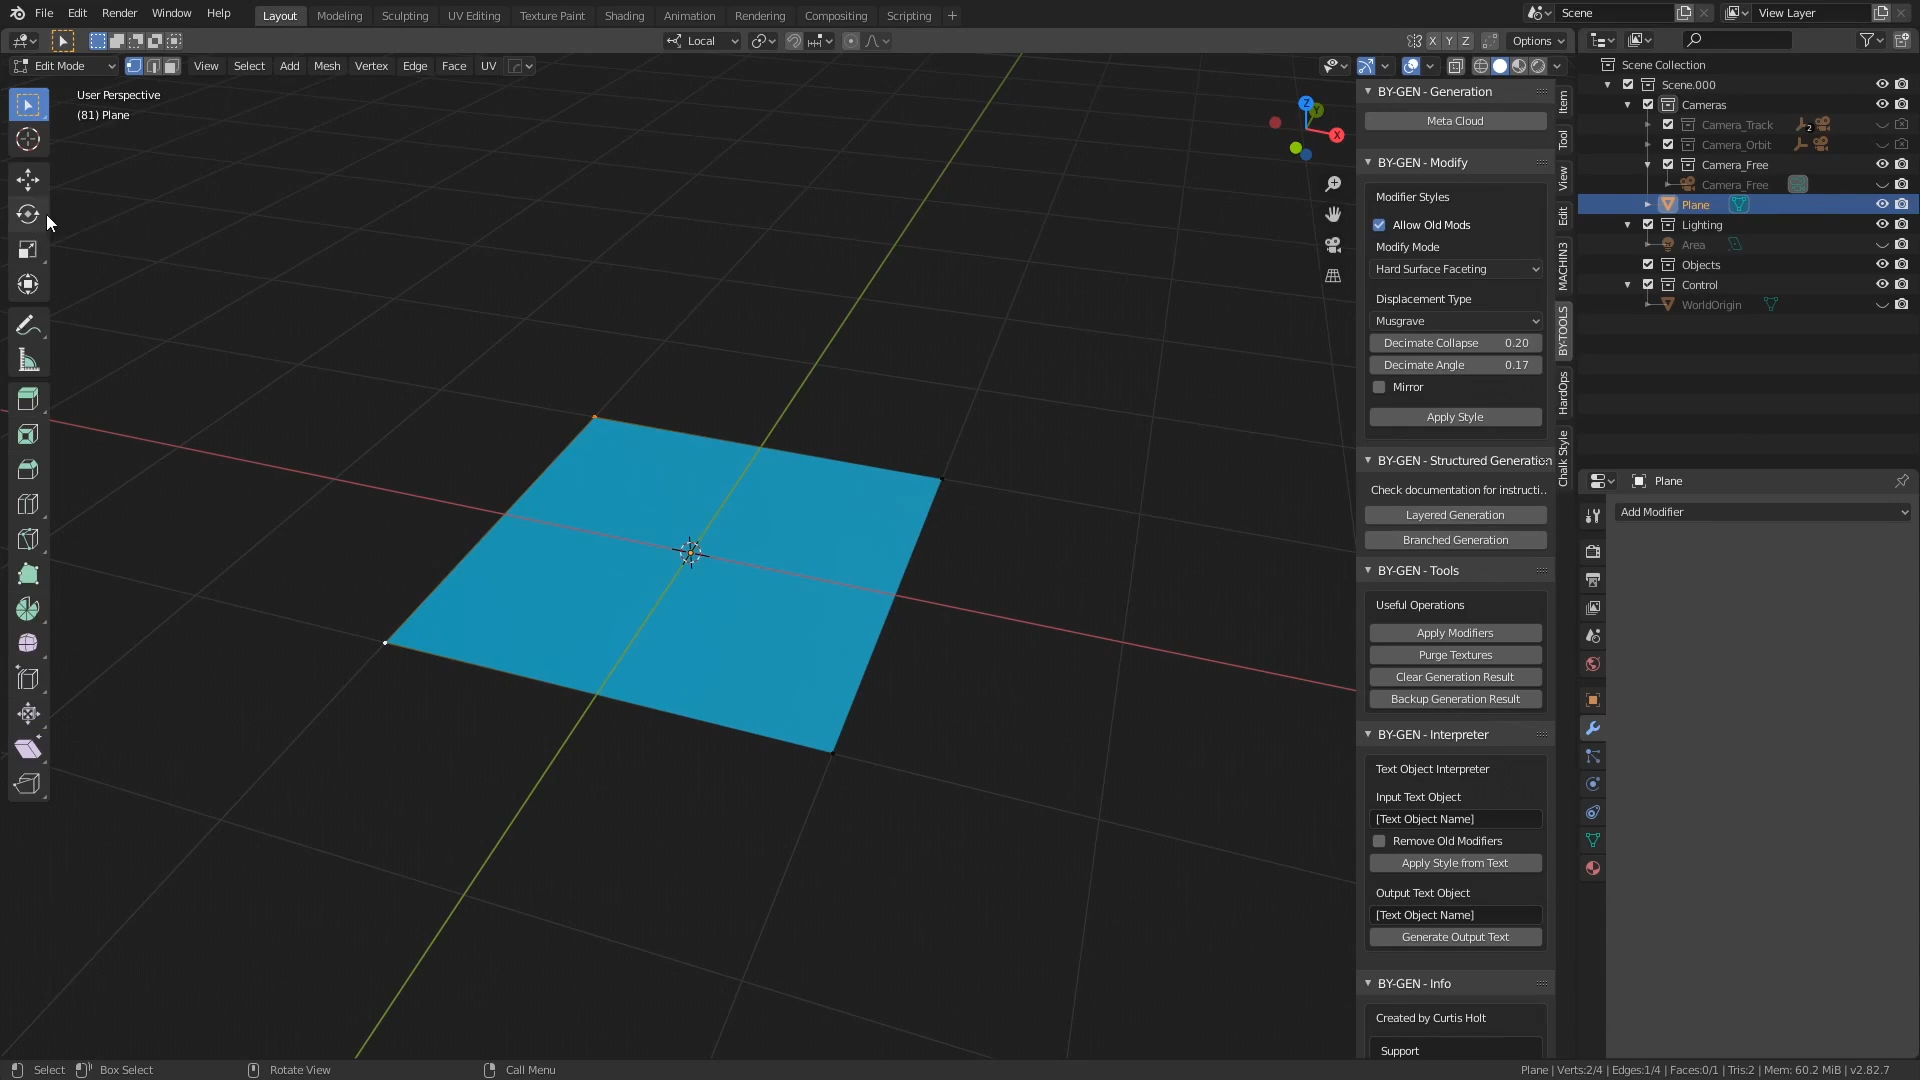 File Edit Render Window Help Layout Modeling Sculpting UV Editing Texture Paint Shading Animation Rendering Compositing Scripting + Scene View Layer
Local X Y Z Options
Edit Mode View Select Add Mesh Vertex Edge Face UV
User Perspective
(81) Plane
Z
Y
X
BY-GEN - Generation
Meta Cloud
BY-GEN - Modify
Modifier Styles
Allow Old Mods
Modify Mode
Hard Surface Faceting
Displacement Type
Musgrave
Decimate Collapse 0.20
Decimate Angle 0.17
Mirror
Apply Style
BY-GEN - Structured Generation
Check documentation for instructi..
Layered Generation
Branched Generation
BY-GEN - Tools
Useful Operations
Apply Modifiers
Purge Textures
Clear Generation Result
Backup Generation Result
BY-GEN - Interpreter
Text Object Interpreter
Input Text Object
[Text Object Name]
Remove Old Modifiers
Apply Style from Text
Output Text Object
[Text Object Name]
Generate Output Text
BY-GEN - Info
Created by Curtis Holt
Support
Item
Tool
View
Edit
MACHIN3
BY-TOOLS
HardOps
Chalk Style
Scene Collection
Scene.000
Cameras
Camera_Track 2
Camera_Orbit
Camera_Free
Camera_Free
Plane
Lighting
Area
Objects
Control
WorldOrigin
Plane
Add Modifier
Select Box Select Rotate View Call Menu Plane | Verts:2/4 | Edges:1/4 | Faces:0/1 | Tris:2 | Mem: 60.2 MiB | v2.82.7